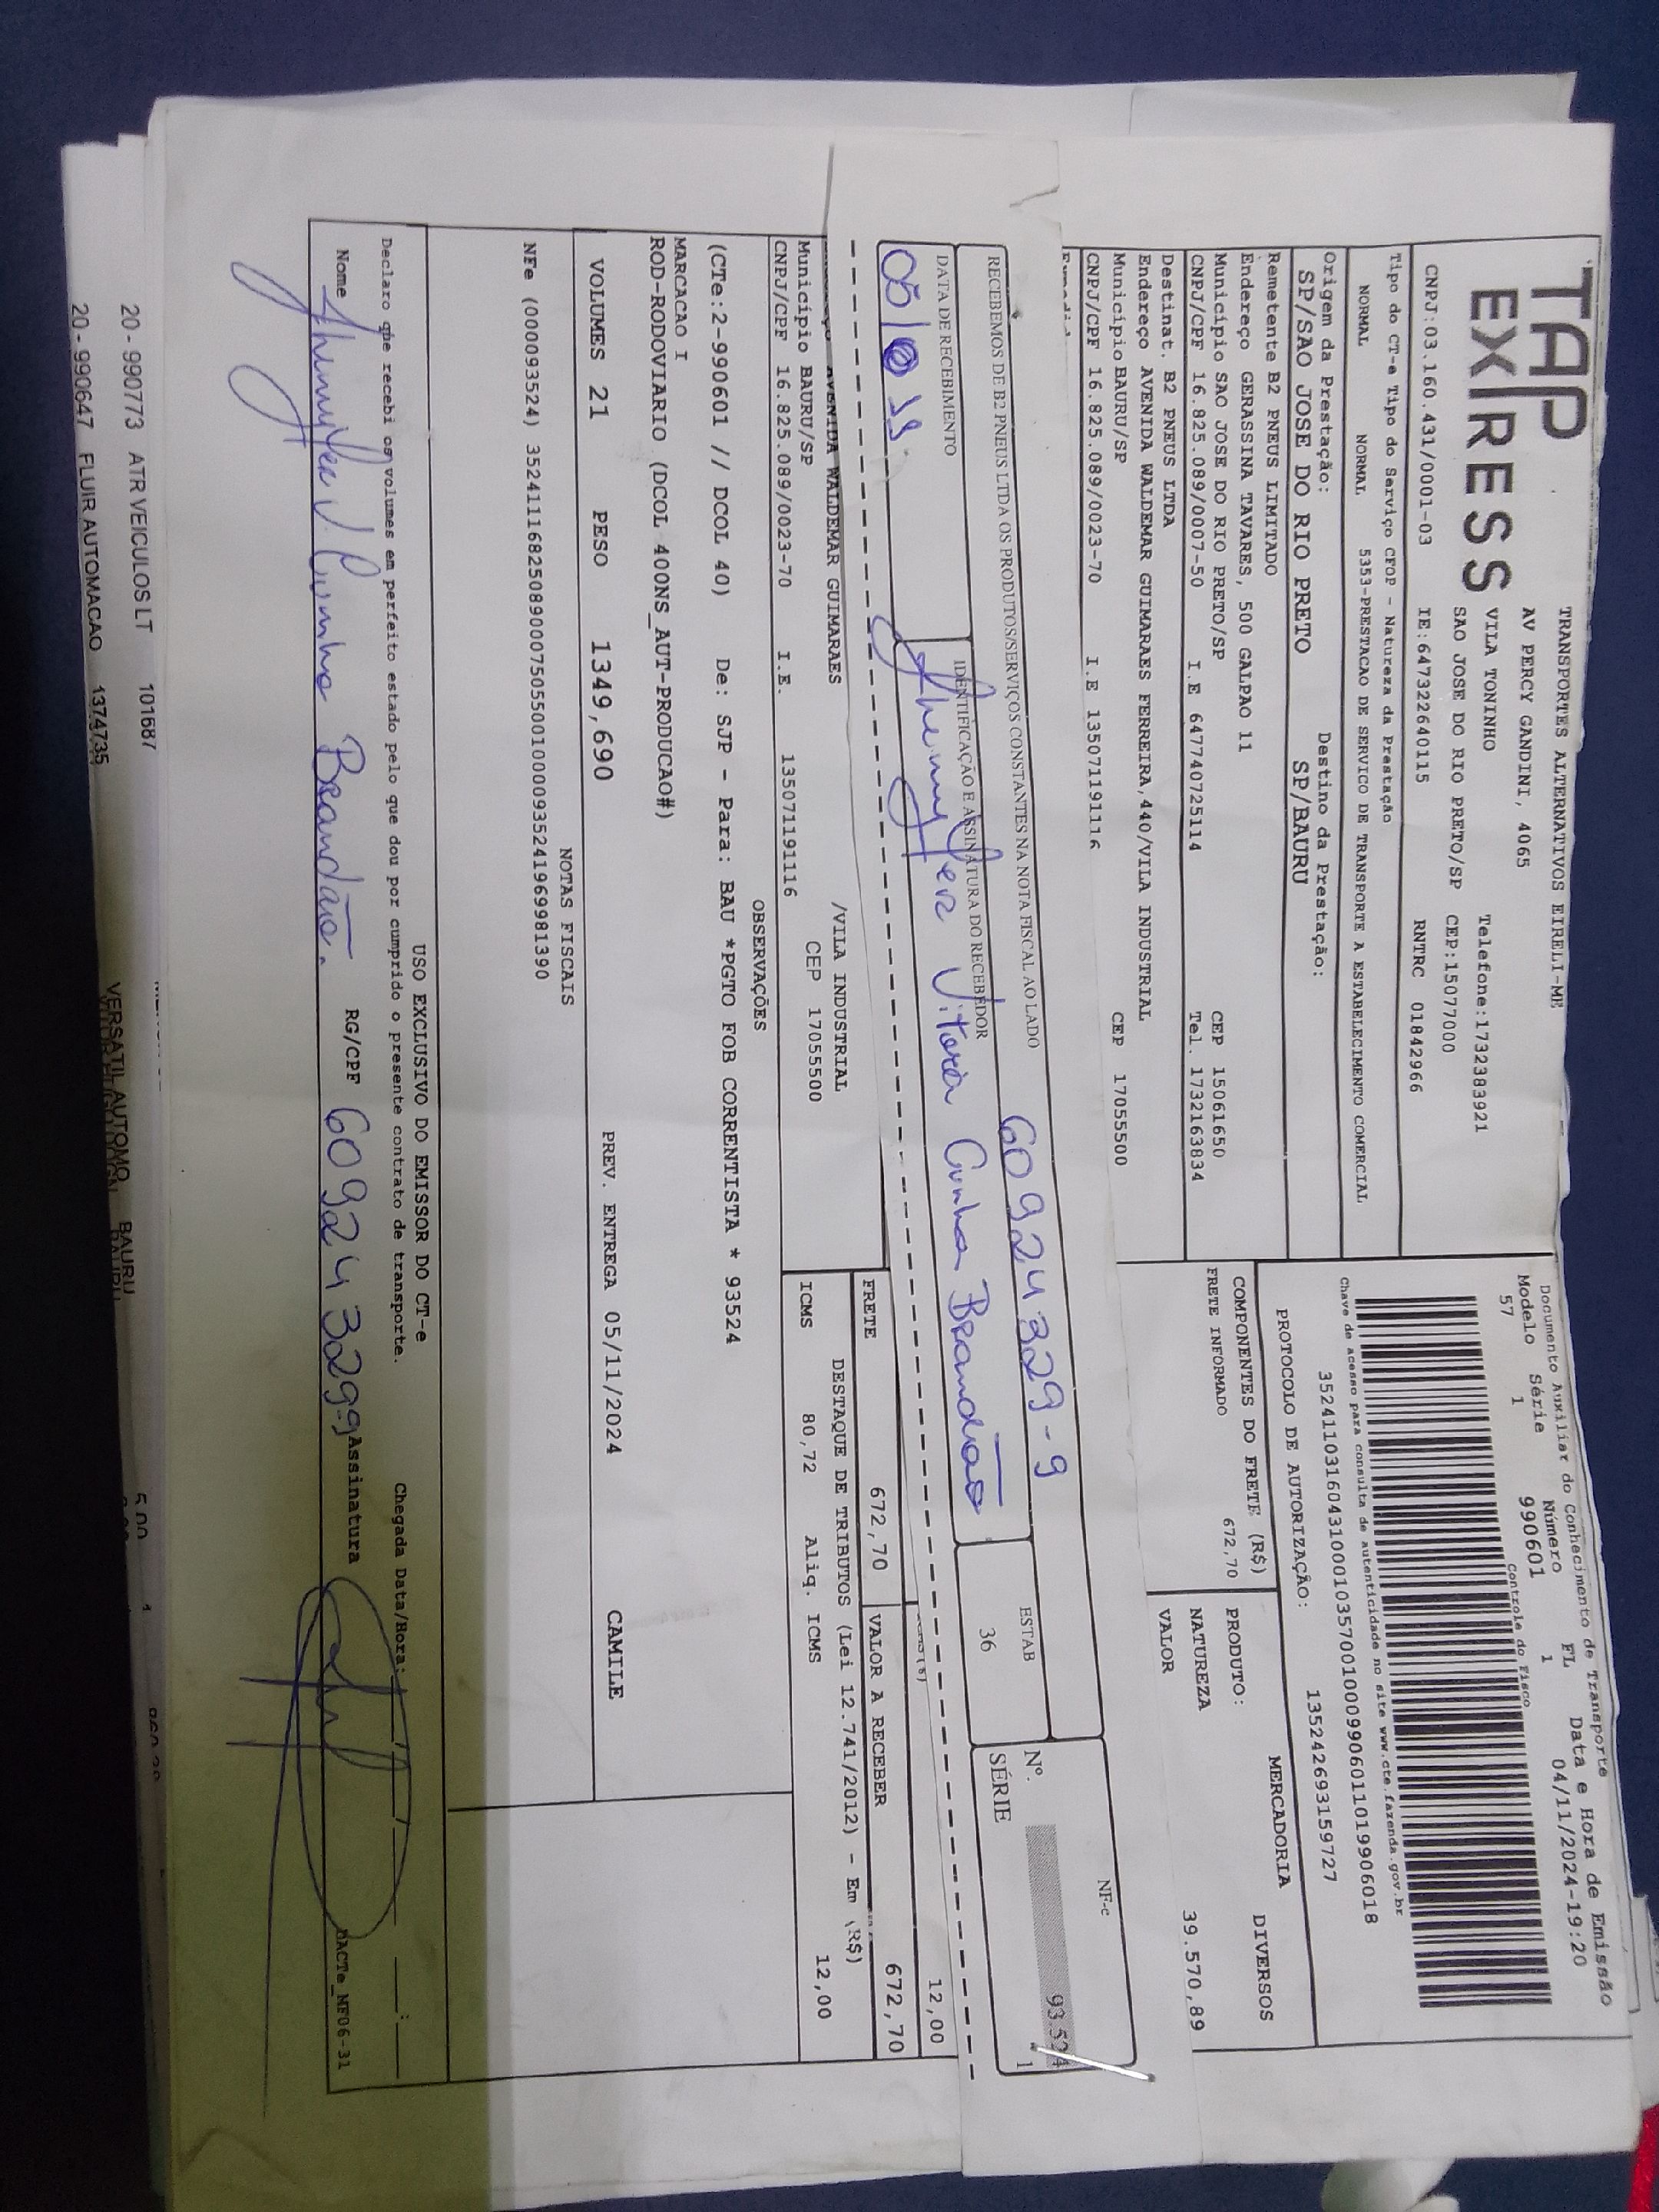 TAP
EXPRESS
TRANSPORTES ALTERNATIVOS EIRELI-ME
AV PERCY GANDINI, 4065
VILA TONINHO
Telefone:1732383921
SAO JOSE DO RIO PRETO/SP CEP:15077000
CNPJ:03.160.431/0001-03 IE:647322640115 RNTRC 01842966
Documento Auxiliar do Conhecimento de Transporte
Modelo Série Número FL Data e Hora de Emissão
57 1 990601 1 04/11/2024-19:20
Controle do Fisco
Tipo do CT-e Tipo do Serviço CFOP - Natureza da Prestação
NORMAL NORMAL 5353-PRESTACAO DE SERVICO DE TRANSPORTE A ESTABELECIMENTO COMERCIAL
Chave de acesso para consulta de autenticidade no site www.cte.fazenda.gov.br
35241103160431000103570010009906011019906018
Origem da Prestação: Destino da Prestação:
SP/SAO JOSE DO RIO PRETO SP/BAURU
PROTOCOLO DE AUTORIZAÇÃO: 135242693159727
Remetente B2 PNEUS LIMITADO
Endereço GERASSINA TAVARES, 500 GALPAO 11
Município SAO JOSE DO RIO PRETO/SP CEP 15061650
CNPJ/CPF 16.825.089/0007-50 I.E 647740725114 Tel. 1732163834
COMPONENTES DO FRETE (R$)
FRETE INFORMADO 672,70
MERCADORIA
PRODUTO: DIVERSOS
NATUREZA
VALOR 39.570,89
Destinat. B2 PNEUS LTDA
Endereço AVENIDA WALDEMAR GUIMARAES FERREIRA,440/VILA INDUSTRIAL
Município BAURU/SP CEP 17055500
CNPJ/CPF 16.825.089/0023-70 I.E 135071191116
RECEBEMOS DE B2 PNEUS LTDA OS PRODUTOS/SERVIÇOS CONSTANTES NA NOTA FISCAL AO LADO
609243329-9
NF-e
Nº. 93.524
SÉRIE 1
ESTAB
36
DATA DE RECEBIMENTO
IDENTIFICAÇÃO E ASSINATURA DO RECEBEDOR
Vitória Cunha Brandão
12,00
AVENIDA WALDEMAR GUIMARAES /VILA INDUSTRIAL
Município BAURU/SP CEP 17055500
CNPJ/CPF 16.825.089/0023-70 I.E. 135071191116
FRETE 672,70 VALOR A RECEBER 672,70
DESTAQUE DE TRIBUTOS (Lei 12.741/2012) - Em (R$)
ICMS 80,72 Aliq. ICMS 12,00
OBSERVAÇÕES
(CTe:2-990601 // DCOL 40) De: SJP - Para: BAU *PGTO FOB CORRENTISTA * 93524
MARCACAO I
ROD-RODOVIARIO (DCOL 400NS_AUT-PRODUCAO#)
VOLUMES 21 PESO 1349,690 PREV. ENTREGA 05/11/2024 CAMILE
NOTAS FISCAIS
NFe (000093524) 35241116825089000750550010000935241969981390
USO EXCLUSIVO DO EMISSOR DO CT-e
Declaro que recebi os volumes em perfeito estado pelo que dou por cumprido o presente contrato de transporte. Chegada Data/Hora:
Nome Cunha Brandão. RG/CPF 609243329-9 Assinatura
DACTe_MF06-31
20 - 990773 ATR VEICULOS LT 101687
20 - 990647 FLUIR AUTOMACAO 1374735 VERSATIL AUTOMO BAURU